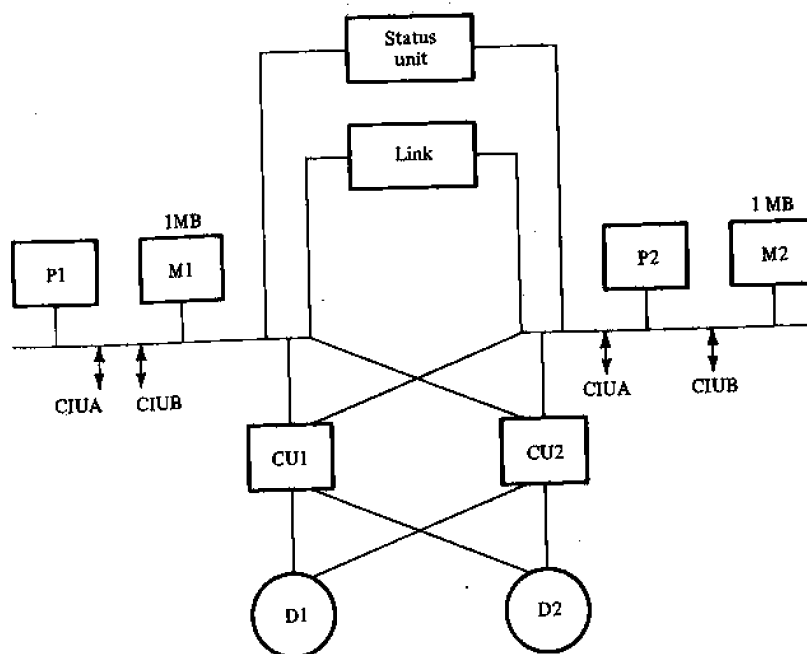 Status
unit
Link
1MB
1 MB
P1
M1
P2
M2
CIUA
CIUB
CIUA
CIUB
CU1
CU2
D1
D2